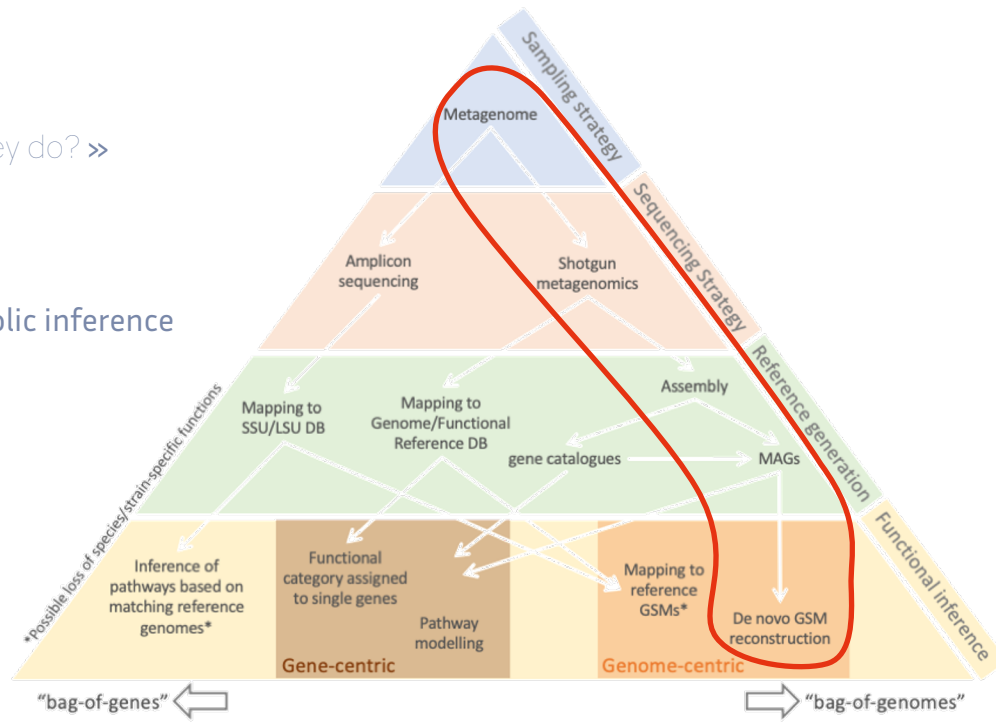 Sampling strategy
Metagenome
ey do? »
Sequencing Strategy
Amplicon
sequencing
Shotgun
metagenomics
olic inference
Reference generation
Assembly
Mapping to
SSU/LSU DB
Mapping to
Genome/Functional
Reference DB
gene catalogues
MAGs
*Possible loss of species/strain-specific functions
Functional inference
Inference of
pathways based on
matching reference
genomes*
Functional
category assigned
to single genes
Pathway
modelling
Gene-centric
Mapping to
reference
GSMs*
De novo GSM
reconstruction
Genome-centric
"bag-of-genes"
"bag-of-genomes"